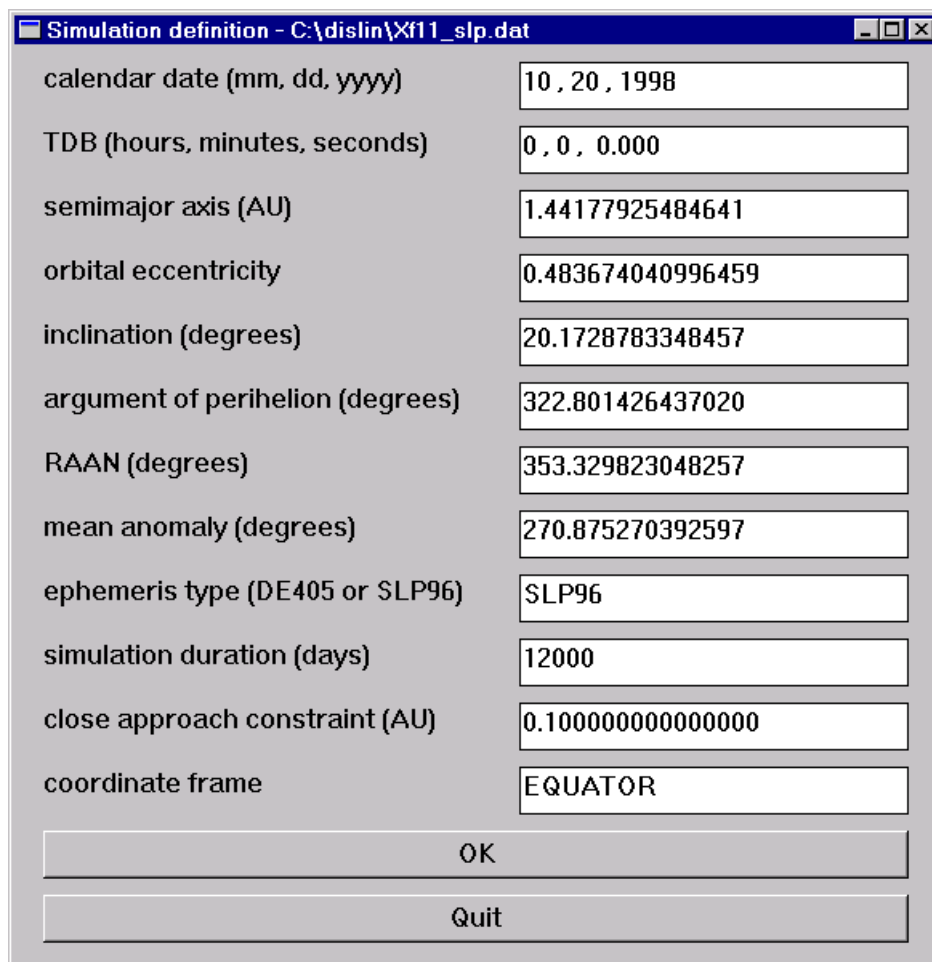 Simulation definition - C:\dislin\Xf11_slp.dat
calendar date (mm, dd, yyyy) 10 , 20 , 1998
TDB (hours, minutes, seconds) 0 , 0 , 0.000
semimajor axis (AU) 1.44177925484641
orbital eccentricity 0.483674040996459
inclination (degrees) 20.1728783348457
argument of perihelion (degrees) 322.801426437020
RAAN (degrees) 353.329823048257
mean anomaly (degrees) 270.875270392597
ephemeris type (DE405 or SLP96) SLP96
simulation duration (days) 12000
close approach constraint (AU) 0.100000000000000
coordinate frame EQUATOR
OK
Quit